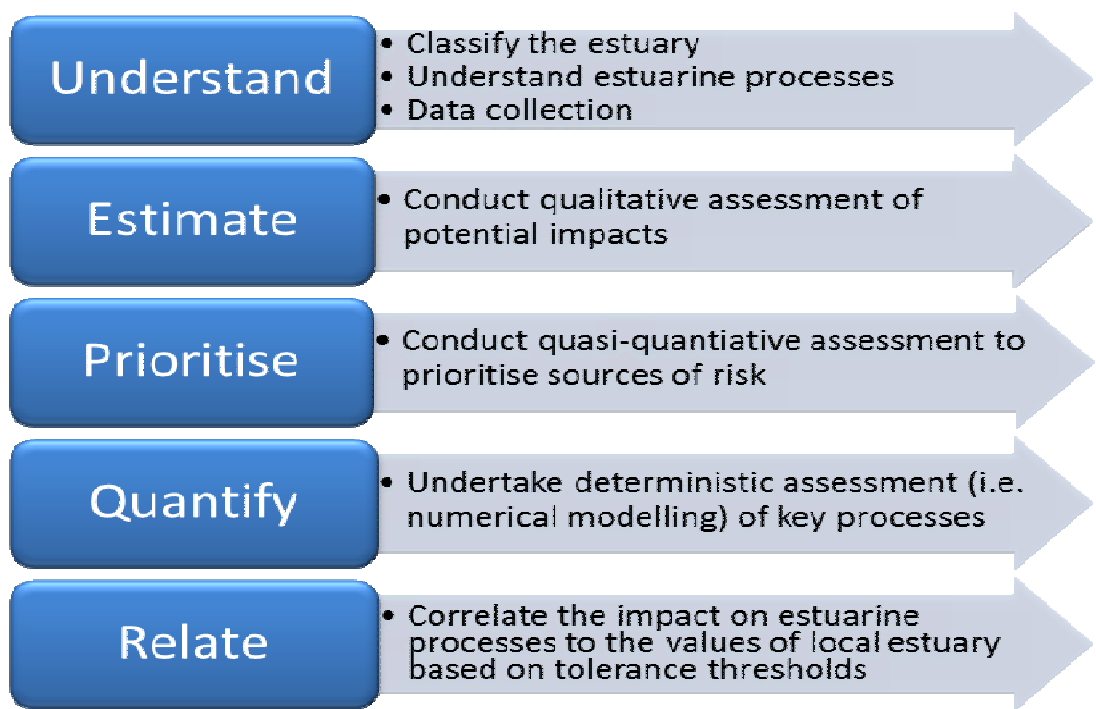 Understand
• Classify the estuary
• Understand estuarine processes
• Data collection
Estimate
• Conduct qualitative assessment of
potential impacts
Prioritise
• Conduct quasi-quantiative assessment to
prioritise sources of risk
Quantify
• Undertake deterministic assessment (i.e.
numerical modelling) of key processes
Relate
• Correlate the impact on estuarine
processes to the values of local estuary
based on tolerance thresholds